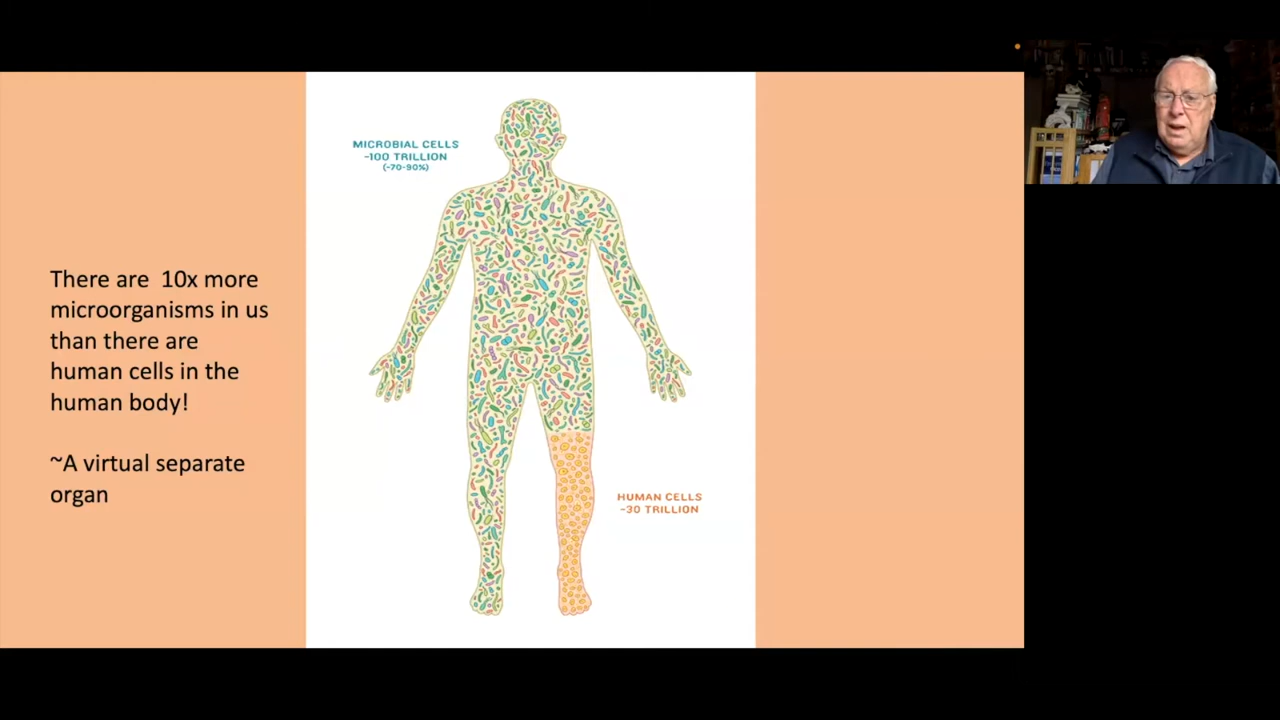 There are  10x more
microorganisms in us
than there are
human cells in the
human body!
~A virtual separate
organ
MICROBIAL CELLS
~100 TRILLION
(~70-90%)
HUMAN CELLS
~30 TRILLION